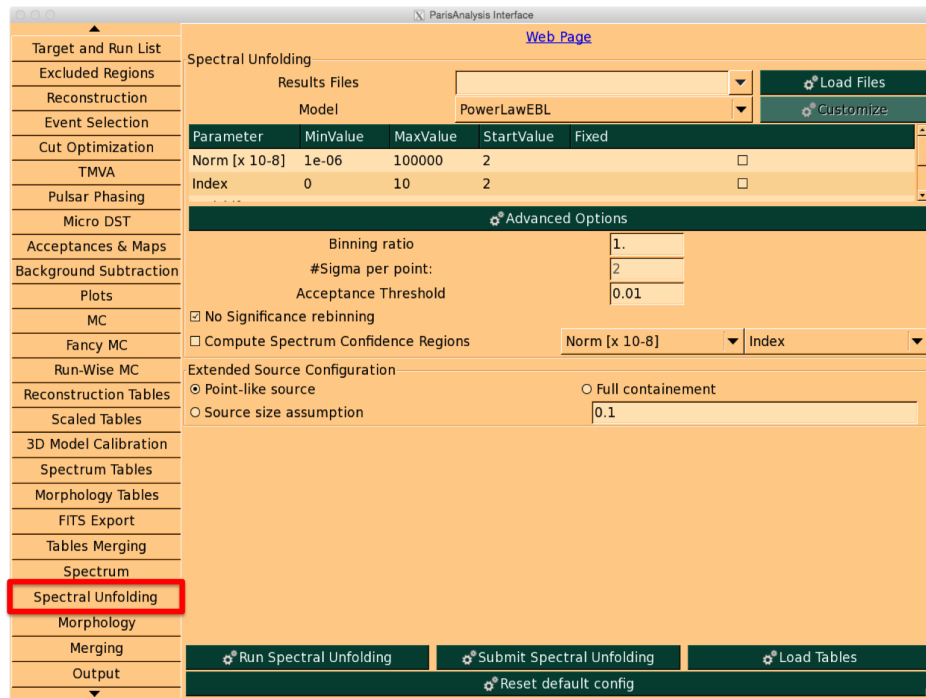 ParisAnalysis Interface
Target and Run List
Excluded Regions
Reconstruction
Event Selection
Cut Optimization
TMVA
Pulsar Phasing
Micro DST
Acceptances & Maps
Background Subtraction
Plots
MC
Fancy MC
Run-Wise MC
Reconstruction Tables
Scaled Tables
3D Model Calibration
Spectrum Tables
Morphology Tables
FITS Export
Tables Merging
Spectrum
Spectral Unfolding
Morphology
Merging
Output
Web Page
Spectral Unfolding
Results Files Load Files
Model PowerLawEBL Customize
Parameter MinValue MaxValue StartValue Fixed
Norm [x 10-8] 1e-06 100000 2
Index 0 10 2
Advanced Options
Binning ratio 1.
#Sigma per point: 2
Acceptance Threshold 0.01
No Significance rebinning
Compute Spectrum Confidence Regions Norm [x 10-8] Index
Extended Source Configuration
Point-like source Full containement
Source size assumption 0.1
Run Spectral Unfolding Submit Spectral Unfolding Load Tables
Reset default config